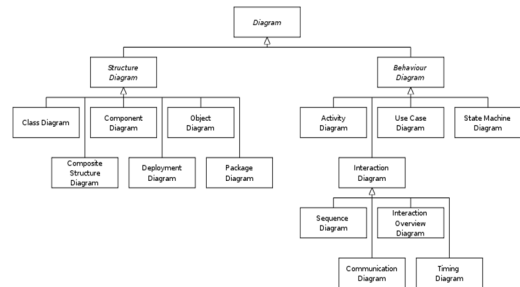 Diagram
Structure
Diagram
Behaviour
Diagram
Class Diagram
Component
Diagram
Object
Diagram
Activity
Diagram
Use Case
Diagram
State Machine
Diagram
Composite
Structure
Diagram
Deployment
Diagram
Package
Diagram
Interaction
Diagram
Sequence
Diagram
Interaction
Overview
Diagram
Communication
Diagram
Timing
Diagram